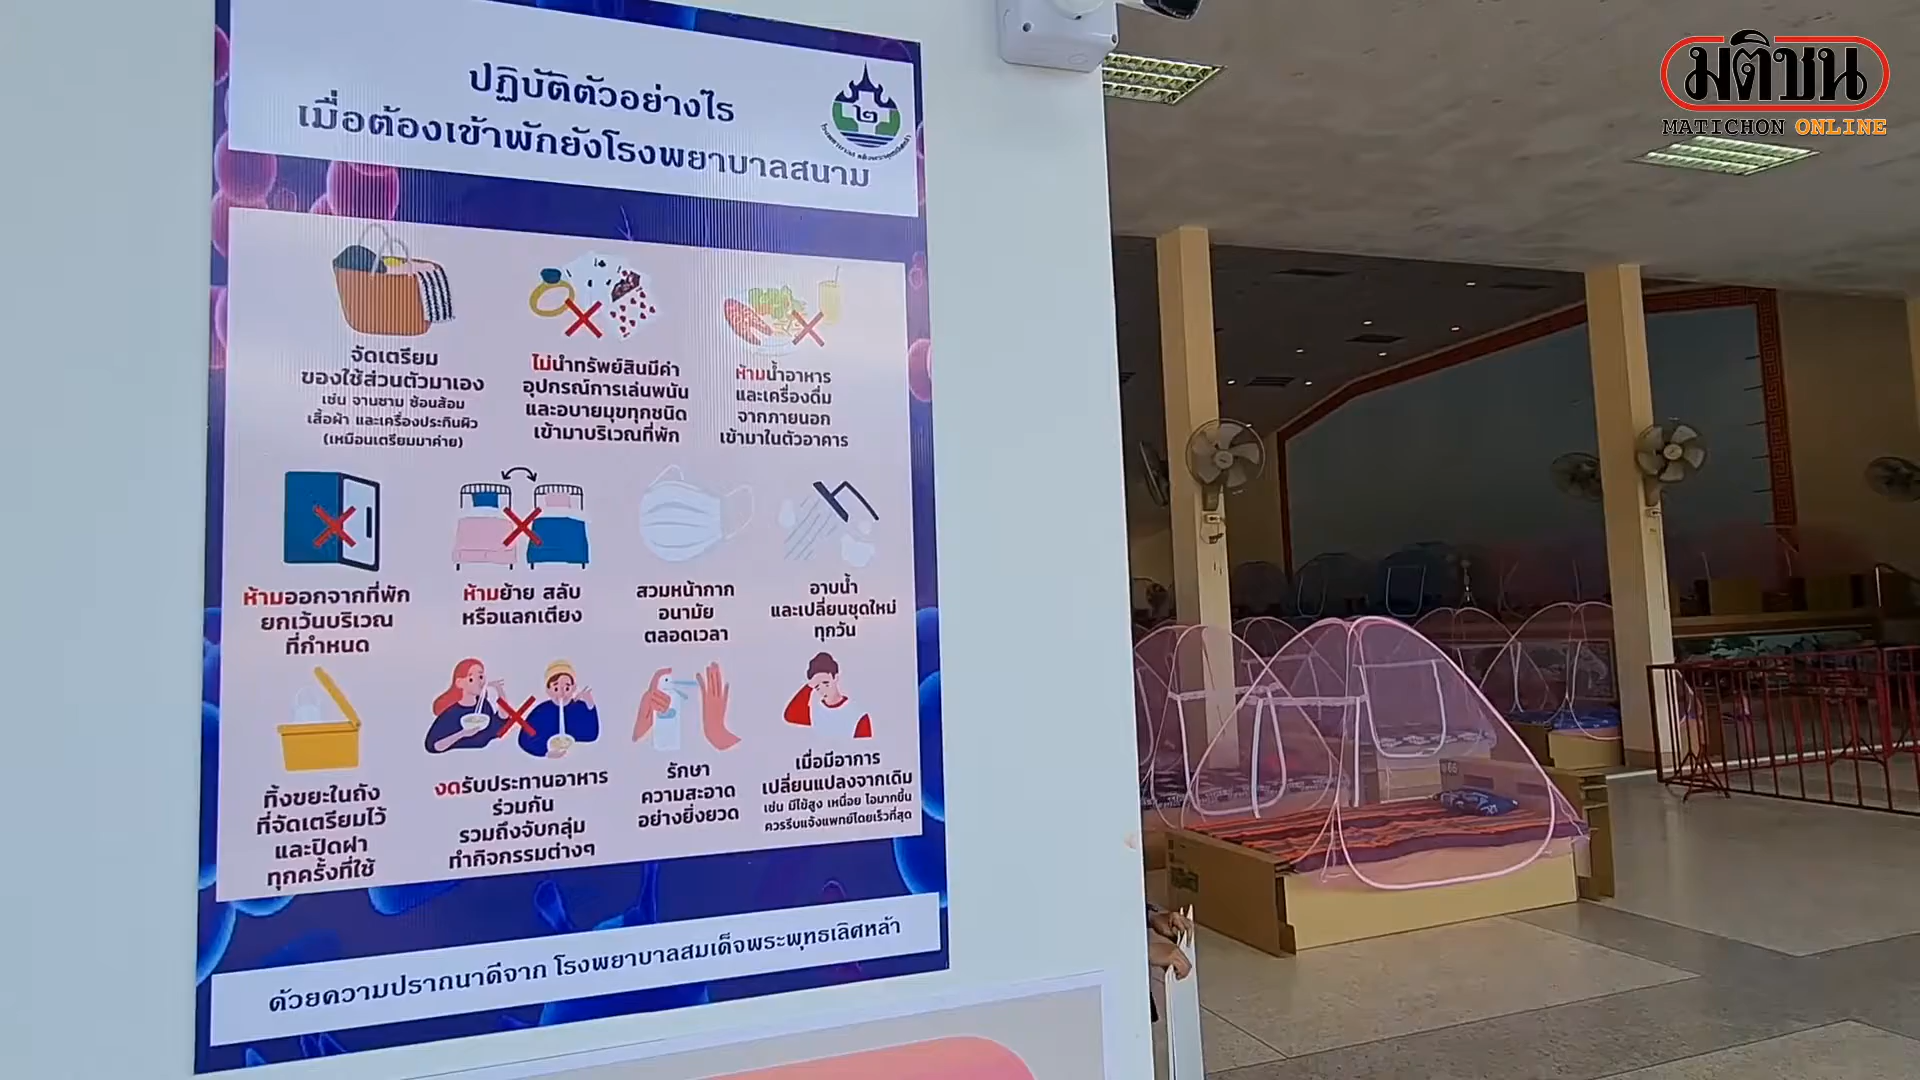 มติชน
MATICHON ONLINE
ปฏิบัติตัวอย่างไร
เมื่อต้องเข้าพักยังโรงพยาบาลสนาม
๒
จัดเตรียม
ของใช้ส่วนตัวมาเอง
เช่น จานชาม ช้อนส้อม
เสื้อผ้า และเครื่องประทินผิว
(เหมือนเตรียมมาค่าย)
ไม่นำทรัพย์สินมีค่า
อุปกรณ์การเล่นพนัน
และอบายมุขทุกชนิด
เข้ามาบริเวณที่พัก
ห้ามน้ำอาหาร
และเครื่องดื่ม
จากภายนอก
เข้ามาในตัวอาคาร
ห้ามออกจากที่พัก
ยกเว้นบริเวณ
ที่กำหนด
ห้ามย้าย สลับ
หรือแลกเตียง
สวมหน้ากาก
อนามัย
ตลอดเวลา
อาบน้ำ
และเปลี่ยนชุดใหม่
ทุกวัน
ทิ้งขยะในถัง
ที่จัดเตรียมไว้
และปิดฝา
ทุกครั้งที่ใช้
งดรับประทานอาหาร
ร่วมกัน
รวมถึงจับกลุ่ม
ทำกิจกรรมต่างๆ
รักษา
ความสะอาด
อย่างยิ่งยวด
เมื่อมีอาการ
เปลี่ยนแปลงจากเดิม
เช่น มีไข้สูง เหนื่อย ไอมากขึ้น
ควรรีบแจ้งแพทย์โดยเร็วที่สุด
ด้วยความปรารถนาดีจาก โรงพยาบาลสมเด็จพระพุทธเลิศหล้า